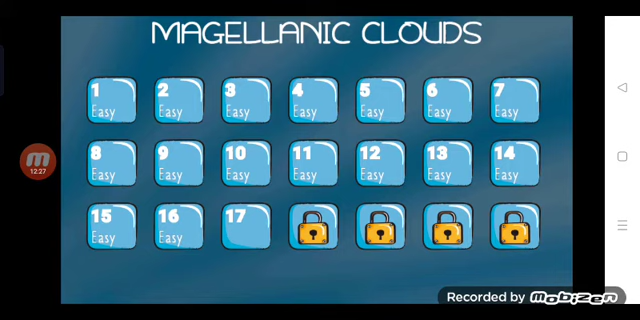 MAGELLANIC CLOUDS
1 2 3 4 5 6 7
Easy Easy Easy Easy Easy Easy Easy
8 9 10 11 12 13 14
Easy Easy Easy Easy Easy Easy Easy
15 16 17
Easy Easy
12:27
Recorded by mobizen